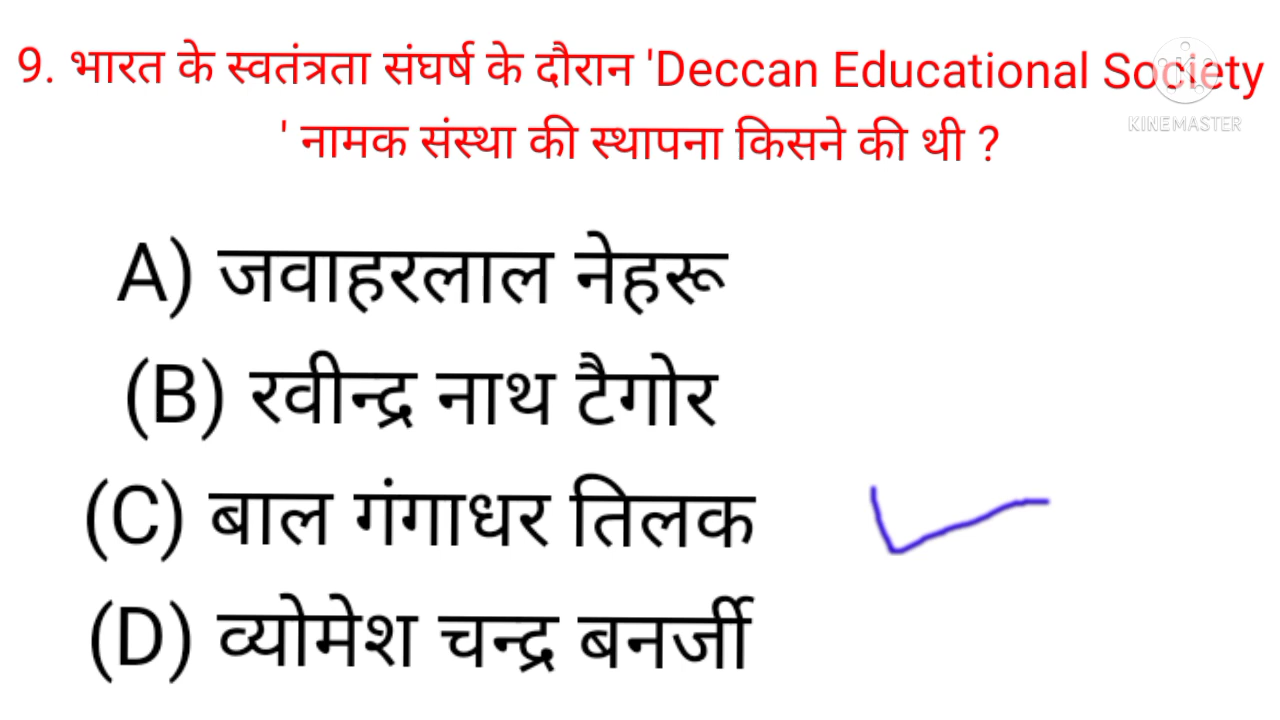 9. भारत के स्वतंत्रता संघर्ष के दौरान 'Deccan Educational Society
' नामक संस्था की स्थापना किसने की थी ?
KINEMASTER
A) जवाहरलाल नेहरू
(B) रवीन्द्र नाथ टैगोर
(C) बाल गंगाधर तिलक
(D) व्योमेश चन्द्र बनर्जी